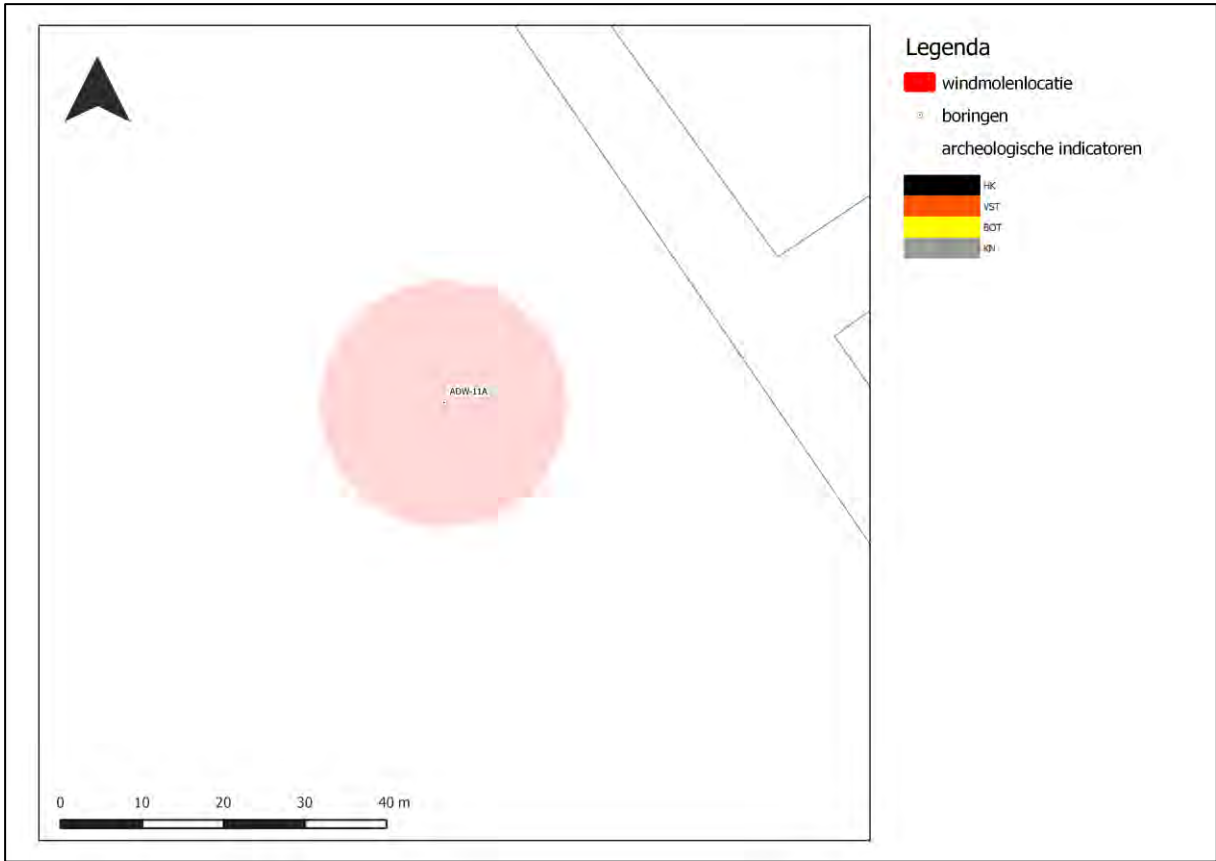 Legenda
windmolenlocatie
boringen
archeologische indicatoren
HK
VST
BOT
KN
ADW-11A
0 10 20 30 40 m